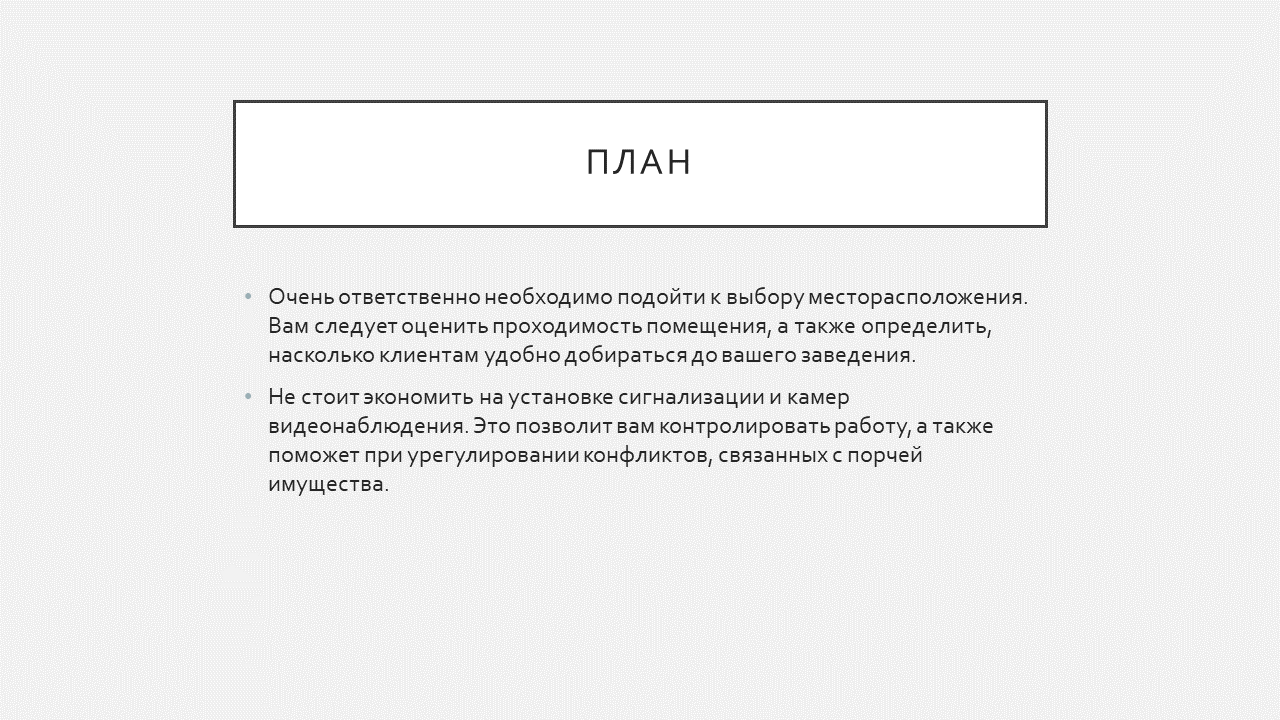 ПЛАН
Очень ответственно необходимо подойти к выбору месторасположения.
Вам следует оценить проходимость помещения, а также определить,
насколько клиентам удобно добираться до вашего заведения.
Не стоит экономить на установке сигнализации и камер
видеонаблюдения. Это позволит вам контролировать работу, а также
поможет при урегулировании конфликтов, связанных с порчей
имущества.